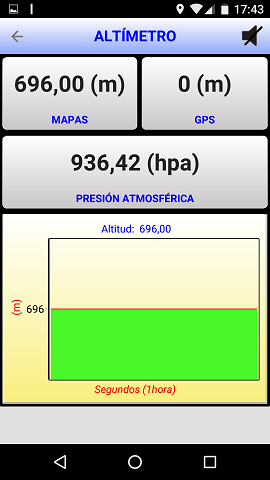 17:43
ALTÍMETRO
696,00 (m)
0 (m)
MAPAS
GPS
936,42 (hpa)
PRESIÓN ATMOSFÉRICA
Altitud: 696,00
(m)
696
Segundos (1hora)